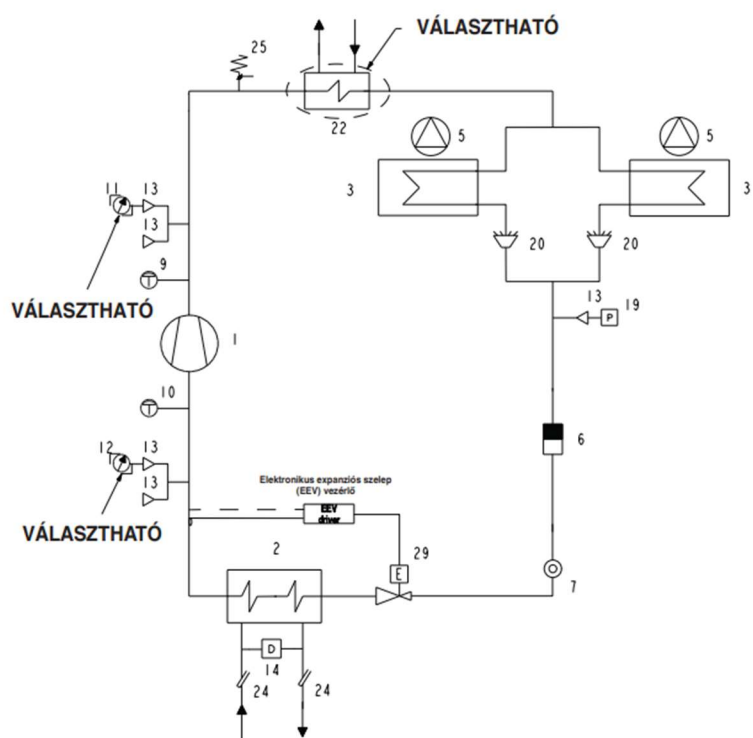 VÁLASZTHATÓ
25
22
5
5
3
3
11
13
13
9
20
20
VÁLASZTHATÓ
13
19
P
1
10
6
12
13
13
VÁLASZTHATÓ
Elektronikus expanziós szelep
(EEV) vezérlő
EEV
driver
2
29
E
7
D
14
24
24